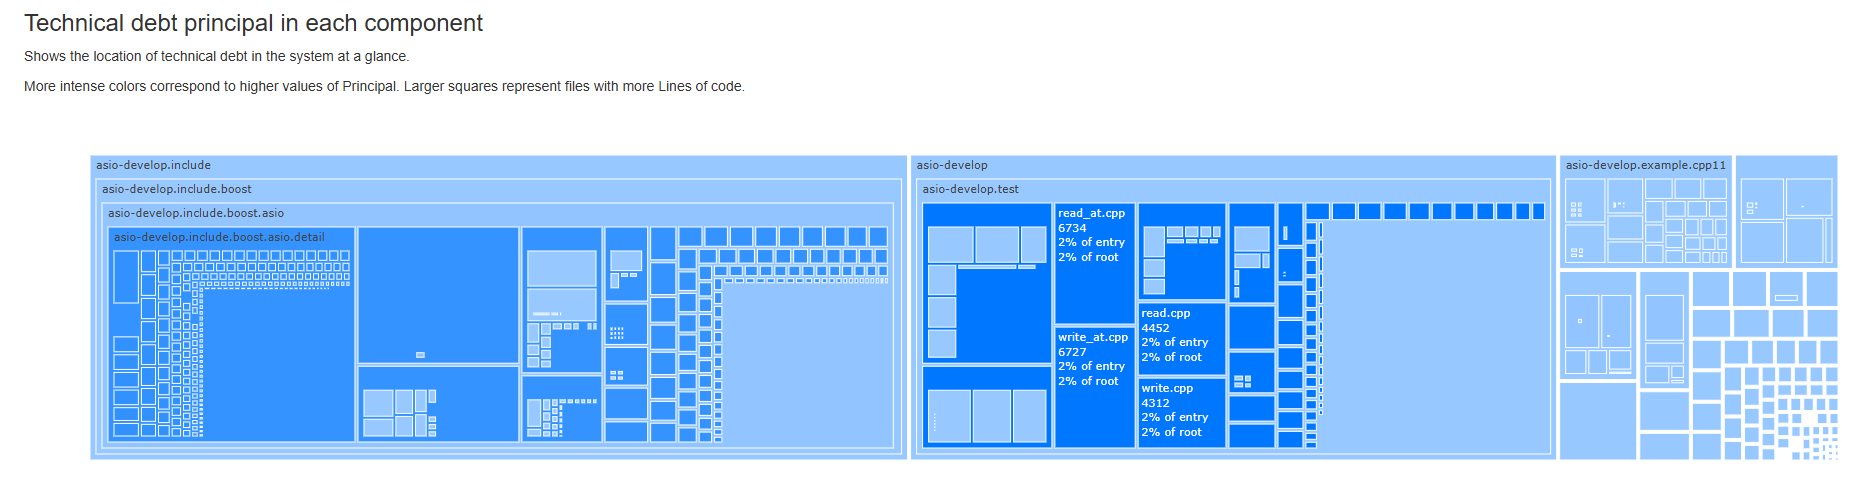 Technical debt principal in each component
Shows the location of technical debt in the system at a glance.
More intense colors correspond to higher values of Principal. Larger squares represent files with more Lines of code.
asio-develop.include
asio-develop.include.boost
asio-develop.include.boost.asio
asio-develop.include.boost.asio.detail
asio-develop
asio-develop.test
read_at.cpp
6734
2% of entry
2% of root
write_at.cpp
6727
2% of entry
2% of root
read.cpp
4452
2% of entry
2% of root
write.cpp
4312
2% of entry
2% of root
asio-develop.example.cpp11